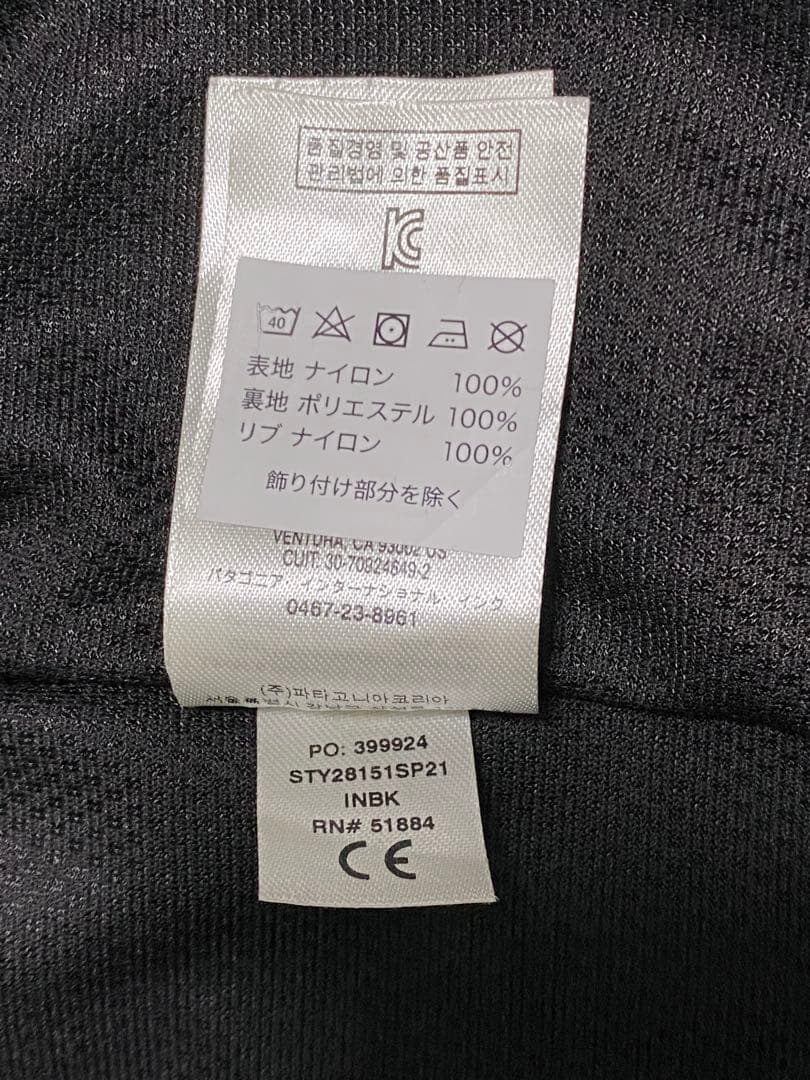 품질경영 및 공산품 안전
관리법에 의한 품질표시
KC
40
表地 ナイロン 100%
裏地 ポリエステル 100%
リブ ナイロン 100%
飾り付け部分を除く
VENTURA, CA 93002 US
CUIT: 30-70924649-2
パタゴニア・インターナショナル・インク
0467-23-8961
(주)파타고니아코리아
PO: 399924
STY28151SP21
INBK
RN# 51884
CE